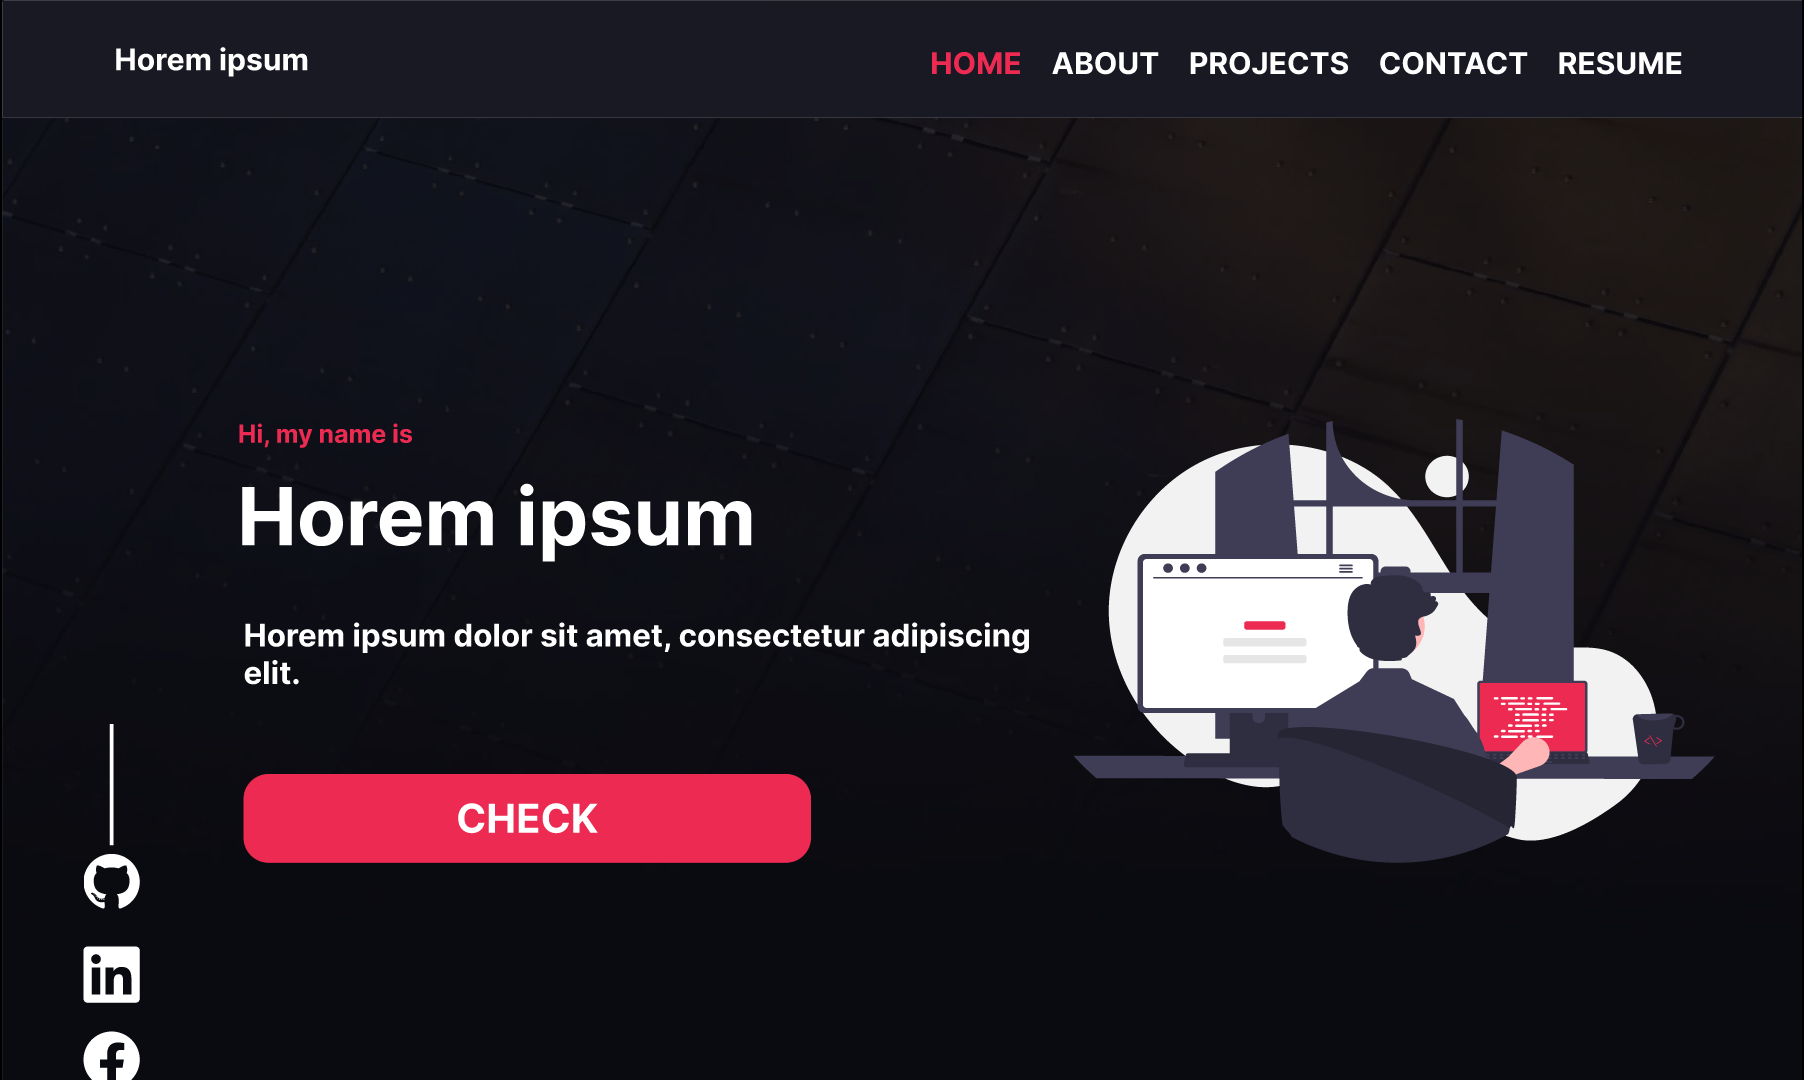 Horem ipsum
HOME ABOUT PROJECTS CONTACT RESUME
Hi, my name is
Horem ipsum
Horem ipsum dolor sit amet, consectetur adipiscing
elit.
CHECK
in